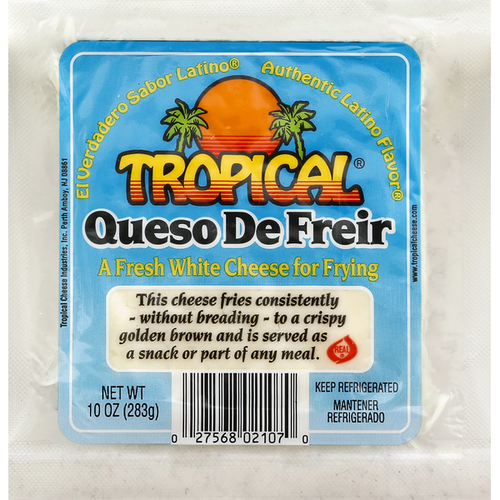 El Verdadero Sabor Latino® Authentic Latino Flavor®
TROPICAL®
Queso De Freir
A Fresh White Cheese for Frying
This cheese fries consistently
- without breading - to a crispy
golden brown and is served as
a snack or part of any meal.
REAL
NET WT
10 OZ (283g)
KEEP REFRIGERATED
MANTENER
REFRIGERADO
0 27568 02107 0
Tropical Cheese Industries, Inc. Perth Amboy, NJ 08861
www.tropicalcheese.com